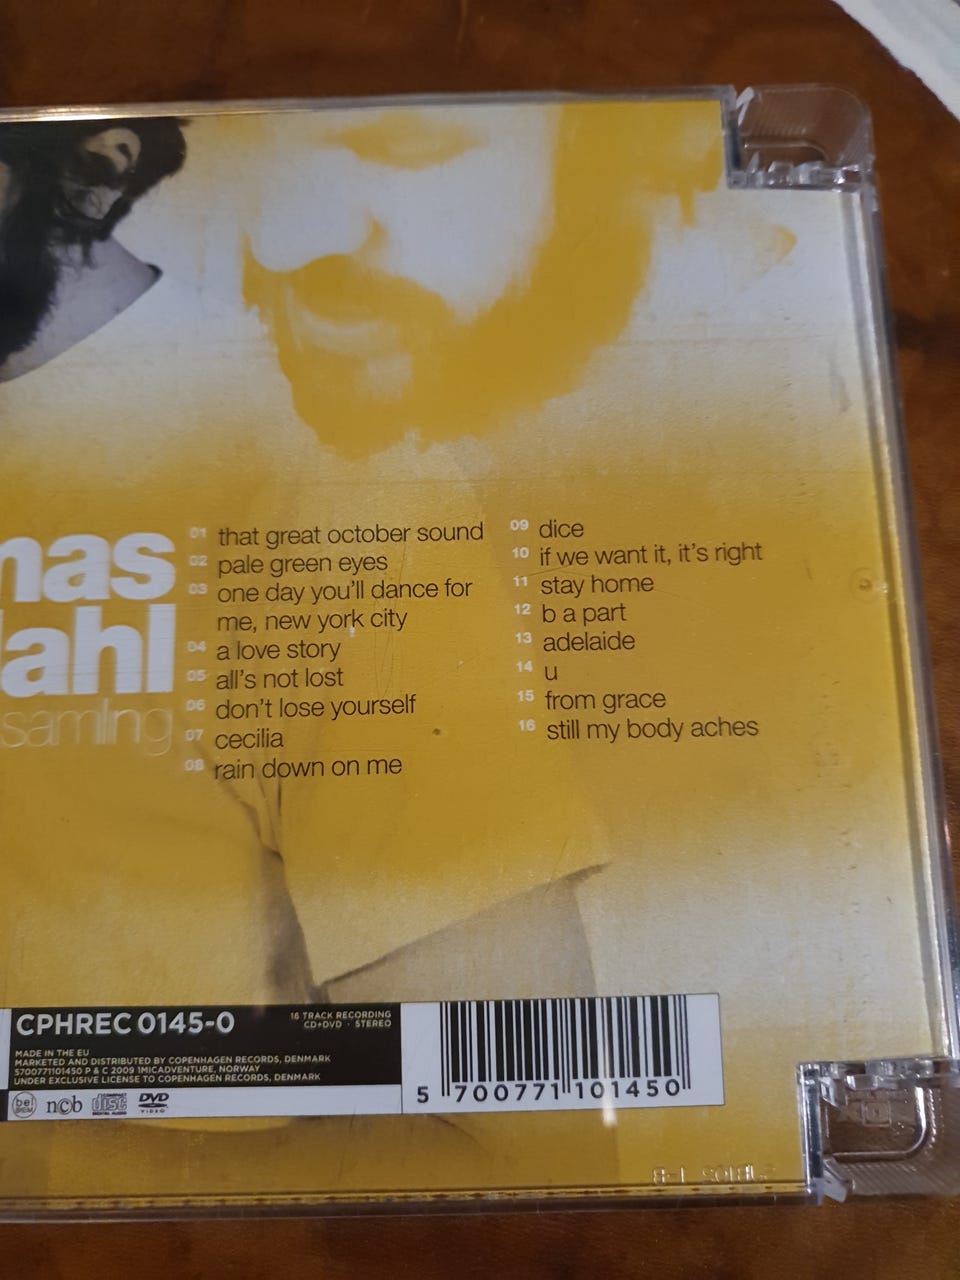 mas
dahl
samling
01 that great october sound
02 pale green eyes
03 one day you'll dance for
me, new york city
04 a love story
05 all's not lost
06 don't lose yourself
07 cecilia
08 rain down on me
09 dice
10 if we want it, it's right
11 stay home
12 b a part
13 adelaide
14 u
15 from grace
16 still my body aches
CPHREC 0145-0
16 TRACK RECORDING
CD+DVD · STEREO
MADE IN THE EU
MARKETED AND DISTRIBUTED BY COPENHAGEN RECORDS, DENMARK
5700771101450 P & C 2009 1MICADVENTURE, NORWAY
UNDER EXCLUSIVE LICENSE TO COPENHAGEN RECORDS, DENMARK
ncb
disc
DIGITAL AUDIO
DVD
VIDEO
5 700771 101450